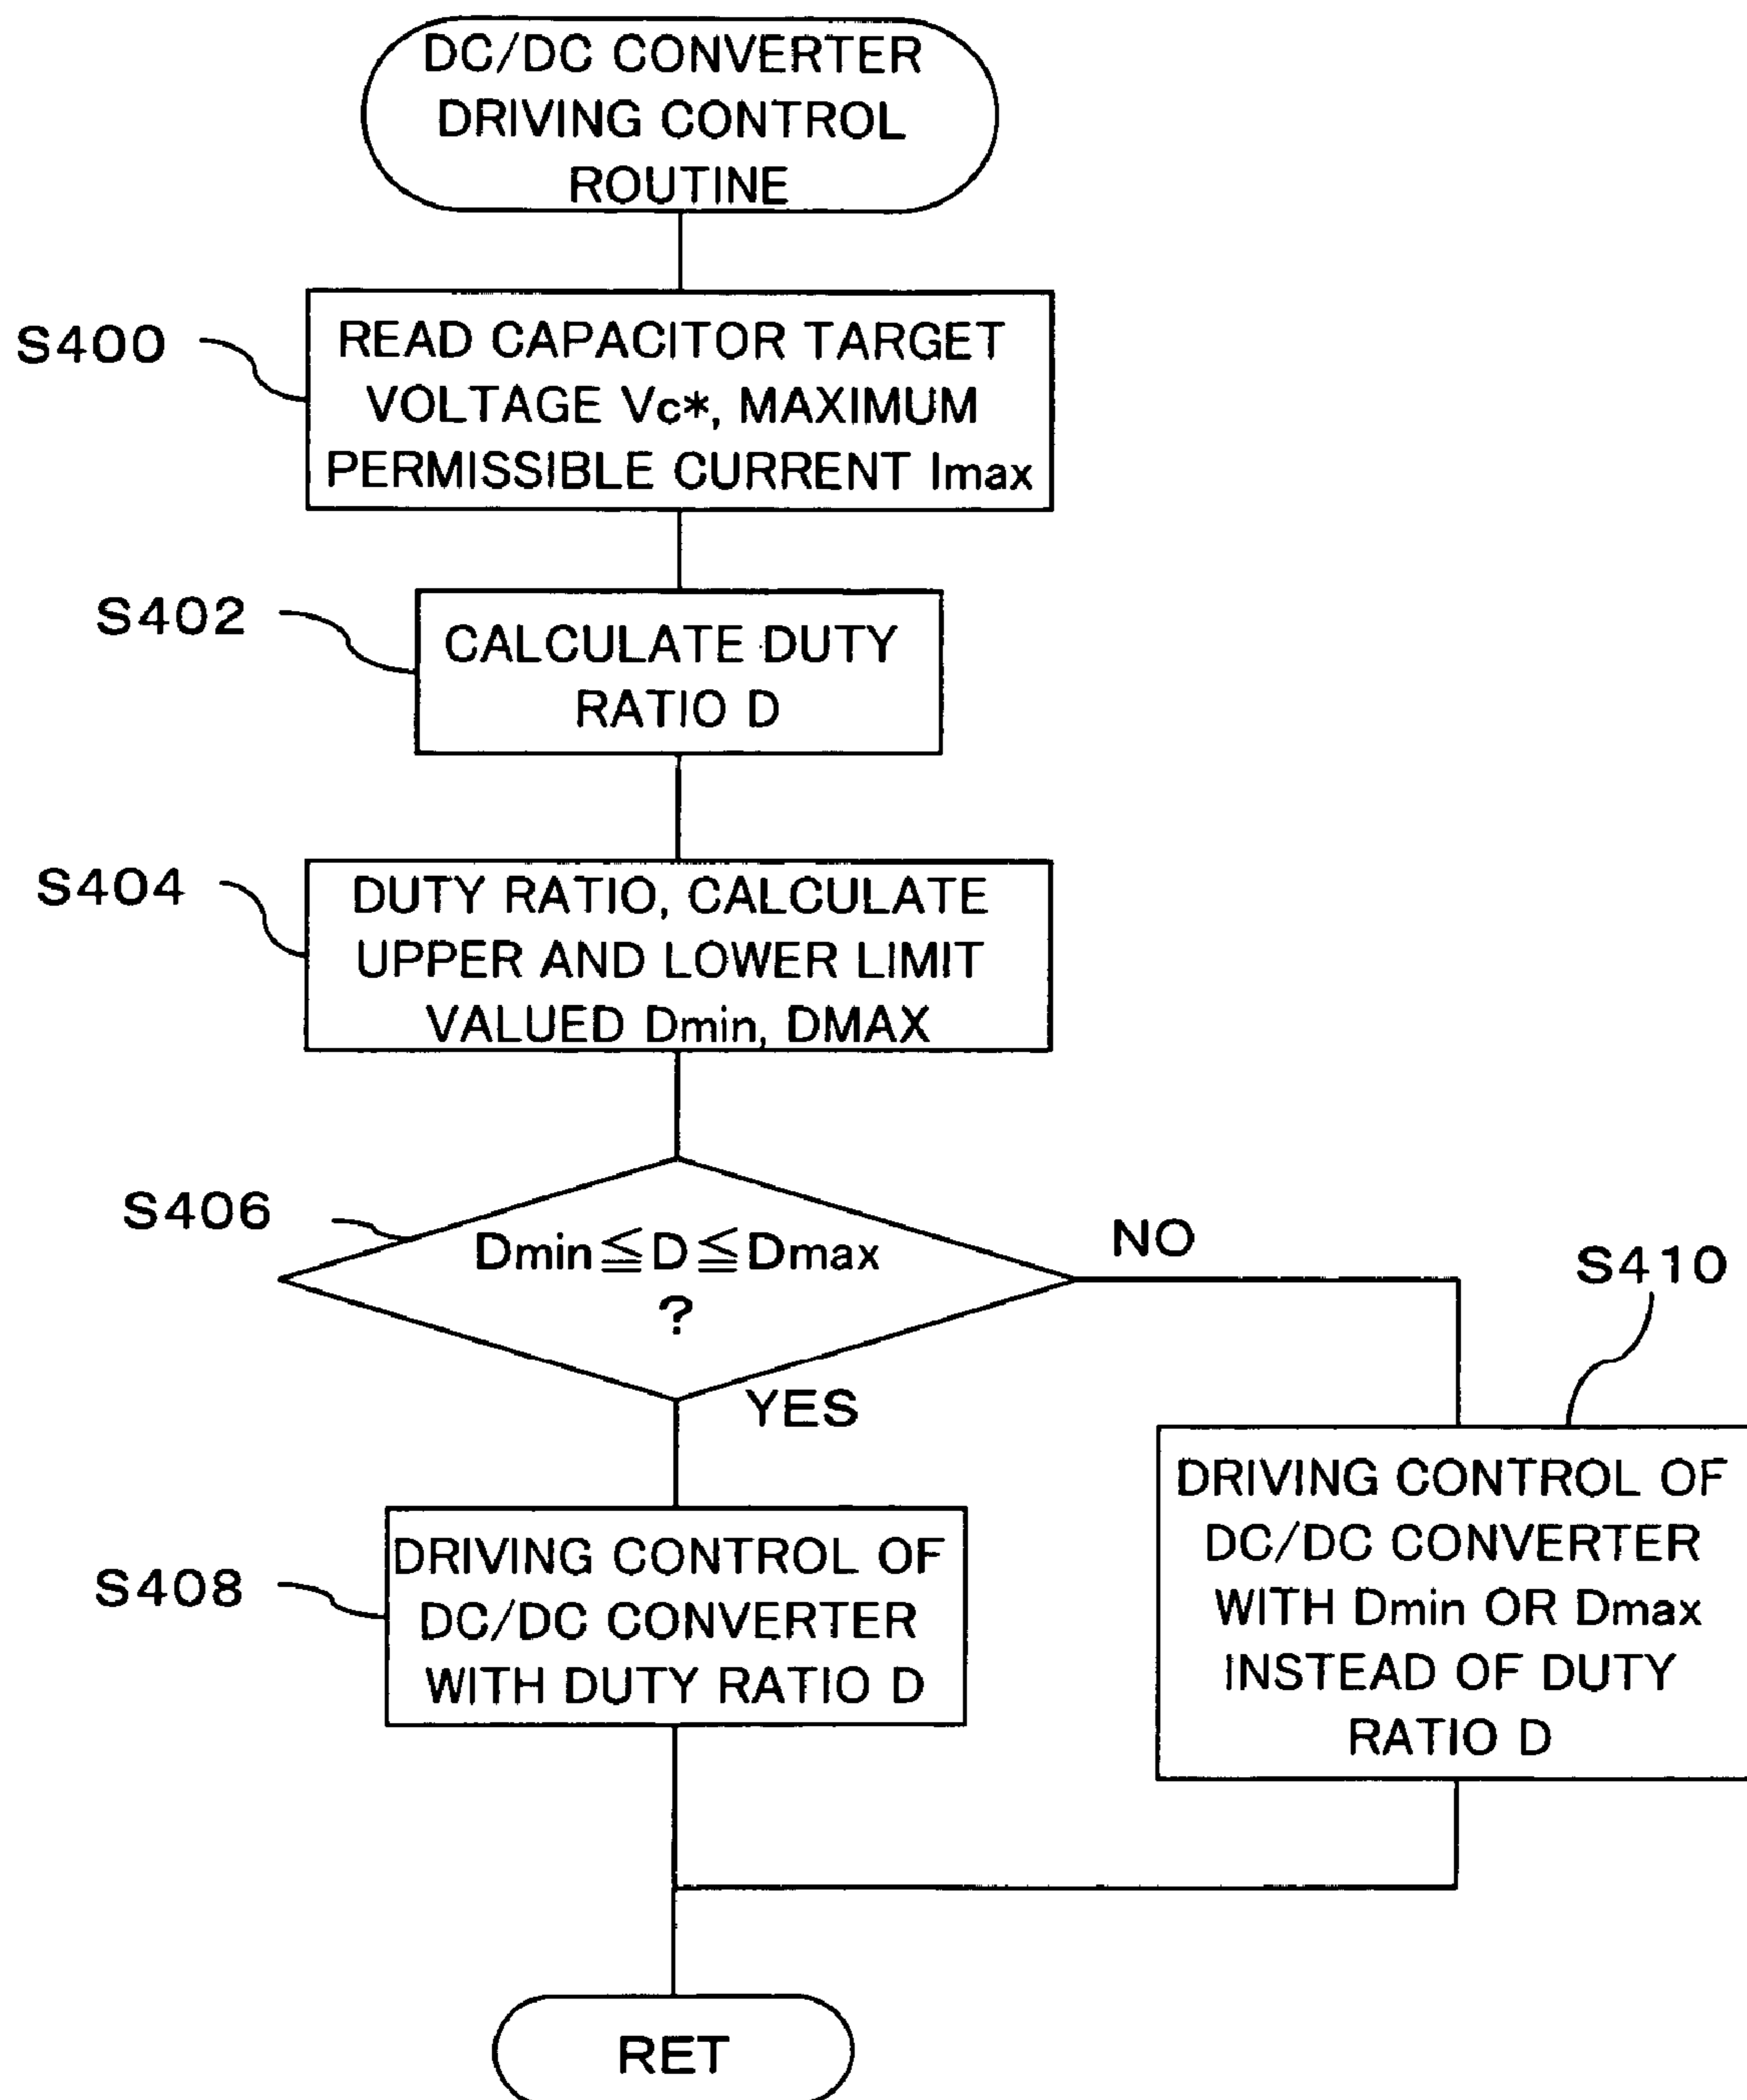 DC/DC CONVERTER
DRIVING CONTROL
ROUTINE
S400
READ CAPACITOR TARGET
VOLTAGE Vc*, MAXIMUM
PERMISSIBLE CURRENT Imax
S402
CALCULATE DUTY
RATIO D
S404
DUTY RATIO, CALCULATE
UPPER AND LOWER LIMIT
VALUED Dmin, DMAX
S406
Dmin≦D≦Dmax
?
NO
YES
S410
DRIVING CONTROL OF
DC/DC CONVERTER
WITH Dmin OR Dmax
INSTEAD OF DUTY
RATIO D
S408
DRIVING CONTROL OF
DC/DC CONVERTER
WITH DUTY RATIO D
RET